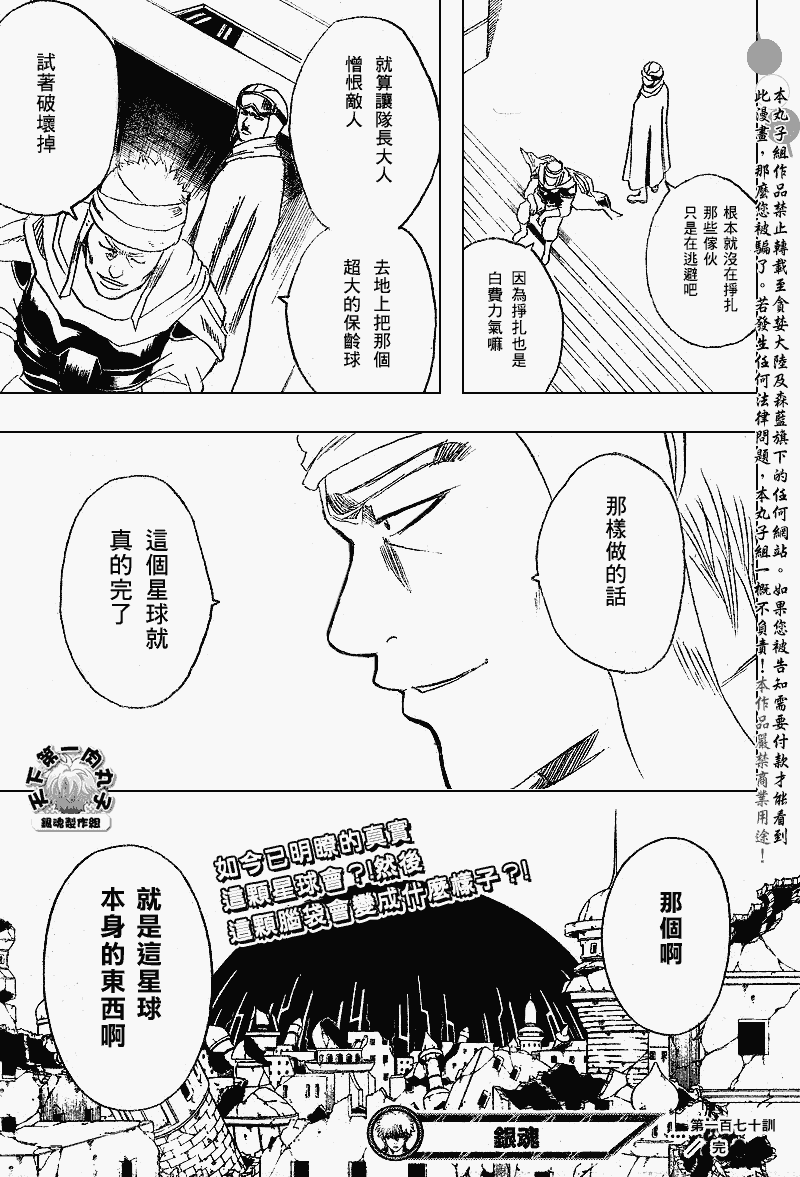 根本就沒在掙扎
那些傢伙
只是在逃避吧
因為掙扎也是
白費力氣嘛
就算讓隊長大人
憎恨敵人
去地上把那個
超大的保齡球
試著破壞掉
那樣做的話
這個星球就
真的完了
那個啊
就是這星球
本身的東西啊
如今已明瞭的真實
這顆星球會?!然後
這顆腦袋會變成什麼樣子?!
銀魂
第一百七十訓
完
天下第一肉丸子
銀魂製作組
本丸子組作品禁止轉載至貪婪大陸及森藍旗下的任何網站。如果您被告知需要付款才能看到
此漫畫，那麼您被騙了。若發生任何法律問題，本丸子組一概不負責！本作品嚴禁商業用途！